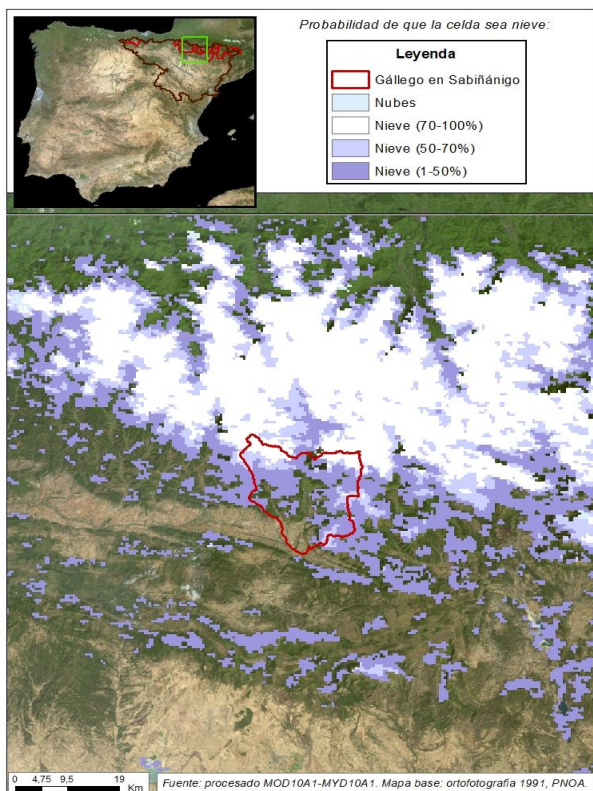 Probabilidad de que la celda sea nieve:
Leyenda
Gállego en Sabiñánigo
Nubes
Nieve (70-100%)
Nieve (50-70%)
Nieve (1-50%)
0 4,75 9,5 19
Km
Fuente: procesado MOD10A1-MYD10A1. Mapa base: ortofotografía 1991, PNOA.